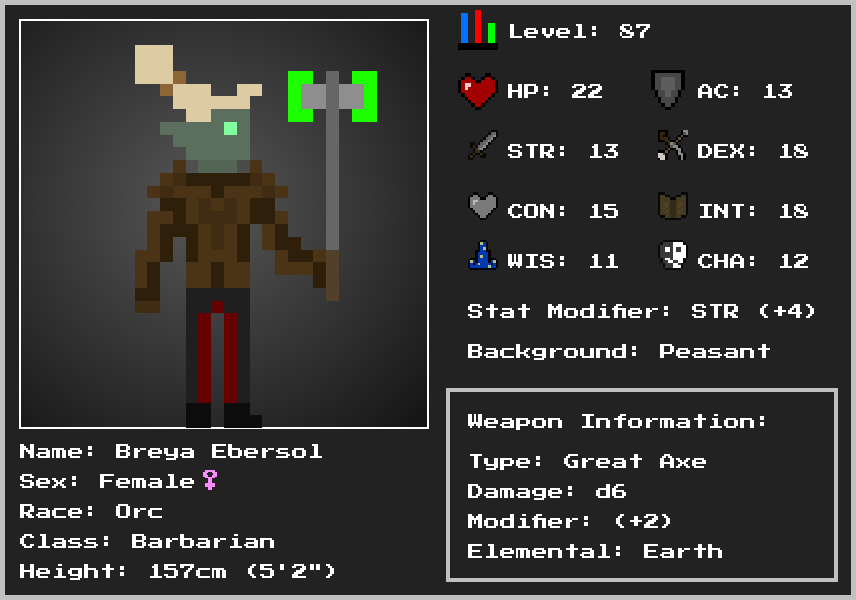 Level: 87
HP: 22
AC: 13
STR: 13
DEX: 18
CON: 15
INT: 18
WIS: 11
CHA: 12
Stat Modifier: STR (+4)
Background: Peasant
Weapon Information:
Type: Great Axe
Damage: d6
Modifier: (+2)
Elemental: Earth
Name: Breya Ebersol
Sex: Female♀
Race: Orc
Class: Barbarian
Height: 157cm (5'2")